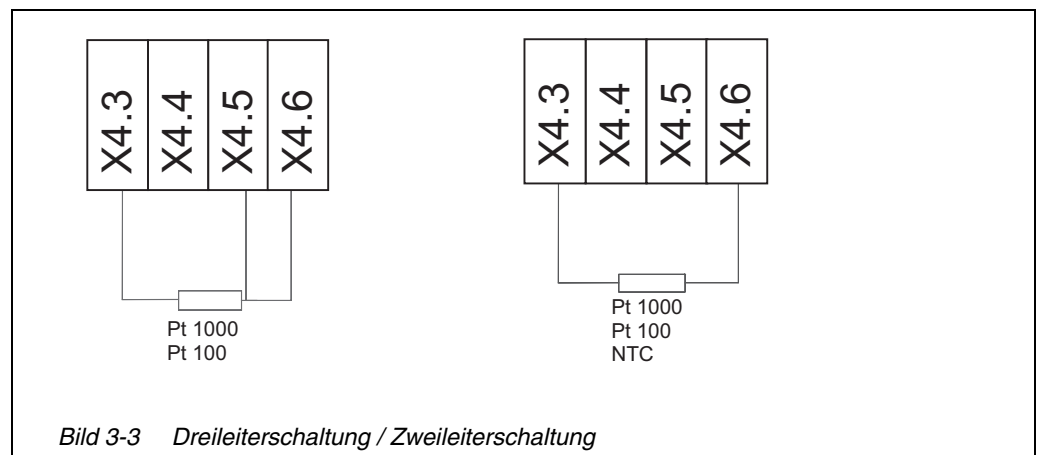 X4.3 X4.4 X4.5 X4.6
Pt 1000
Pt 100
X4.3 X4.4 X4.5 X4.6
Pt 1000
Pt 100
NTC
Bild 3-3 Dreileiterschaltung / Zweileiterschaltung